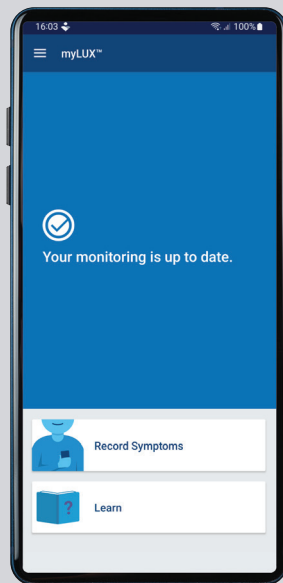 16:03 100%
myLUX™
Your monitoring is up to date.
Record Symptoms
?
Learn